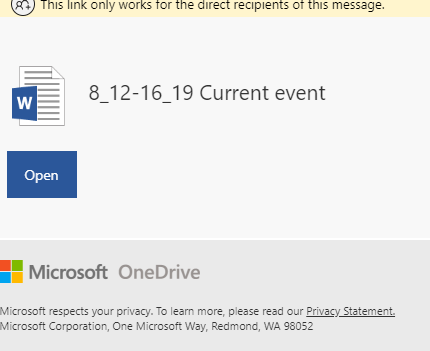 This link only works for the direct recipients of this message.
W
8_12-16_19 Current event
Open
Microsoft OneDrive
Microsoft respects your privacy. To learn more, please read our Privacy Statement.
Microsoft Corporation, One Microsoft Way, Redmond, WA 98052